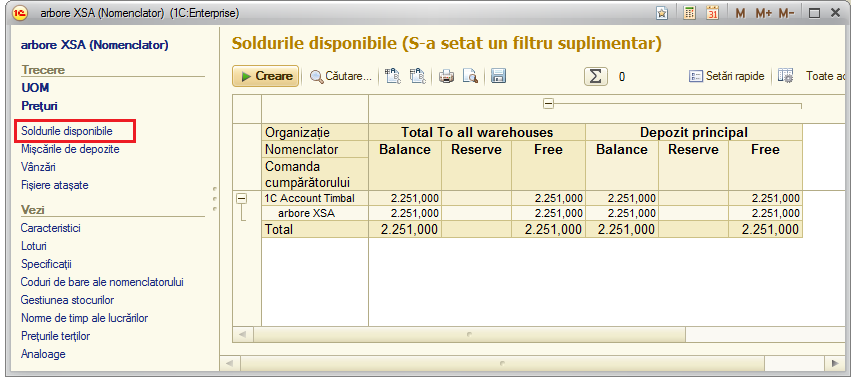 arbore XSA (Nomenclator) (1C:Enterprise)
M M+ M-
arbore XSA (Nomenclator)
Trecere
UOM
Prețuri
Soldurile disponibile
Mișcările de depozite
Vânzări
Fișiere atașate
Vezi
Caracteristici
Loturi
Specificații
Coduri de bare ale nomenclatorului
Gestiunea stocurilor
Norme de timp ale lucrărilor
Prețurile terților
Analoage
Soldurile disponibile (S-a setat un filtru suplimentar)
Creare Căutare... Σ 0 Setări rapide Toate ac
Organizație Total To all warehouses Depozit principal
Nomenclator Balance Reserve Free Balance Reserve Free
Comanda
cumpărătorului
1C Account Timbal 2.251,000 2.251,000 2.251,000 2.251,000
arbore XSA 2.251,000 2.251,000 2.251,000 2.251,000
Total 2.251,000 2.251,000 2.251,000 2.251,000